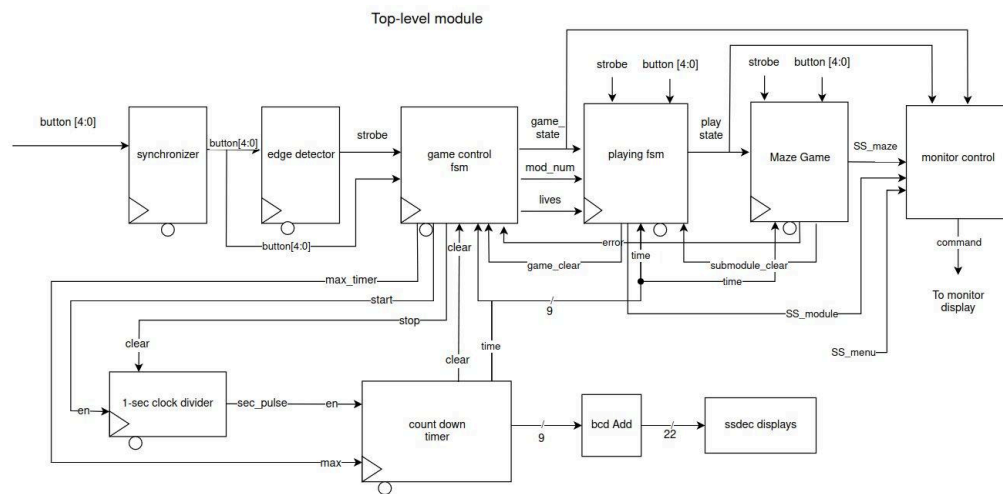 Top-level module
strobe
button [4:0]
strobe
button [4:0]
button [4:0]
synchronizer
button[4:0]
edge detector
strobe
button[4:0]
game control
fsm
game_
state
mod_num
lives
playing fsm
play
state
Maze Game
SS_maze
monitor control
command
To monitor
display
error
game_clear
time
submodule_clear
time
clear
max_timer
start
stop
clear
9
SS_module
SS_menu
time
clear
en
1-sec clock divider
sec_pulse
en
max
count down
timer
9
bcd Add
22
ssdec displays